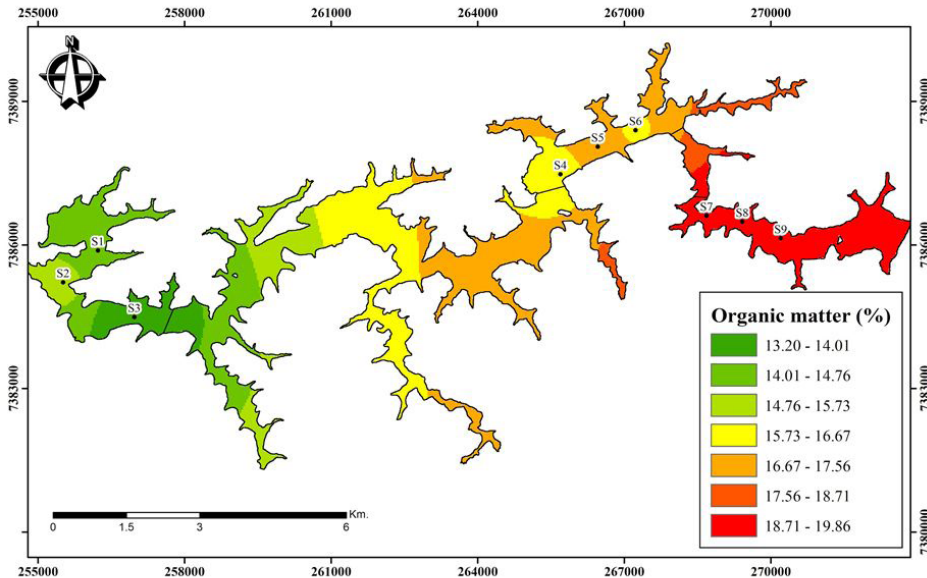 255000 258000 261000 264000 267000 270000
N
7389000 7389000
S6
S5
S4
S7
S8
S9
7386000 7386000
S1
S2
S3
Organic matter (%)
13.20 - 14.01
14.01 - 14.76
14.76 - 15.73
15.73 - 16.67
16.67 - 17.56
17.56 - 18.71
18.71 - 19.86
7383000 7383000
Km.
0 1.5 3 6
7380000 7380000
255000 258000 261000 264000 267000 270000